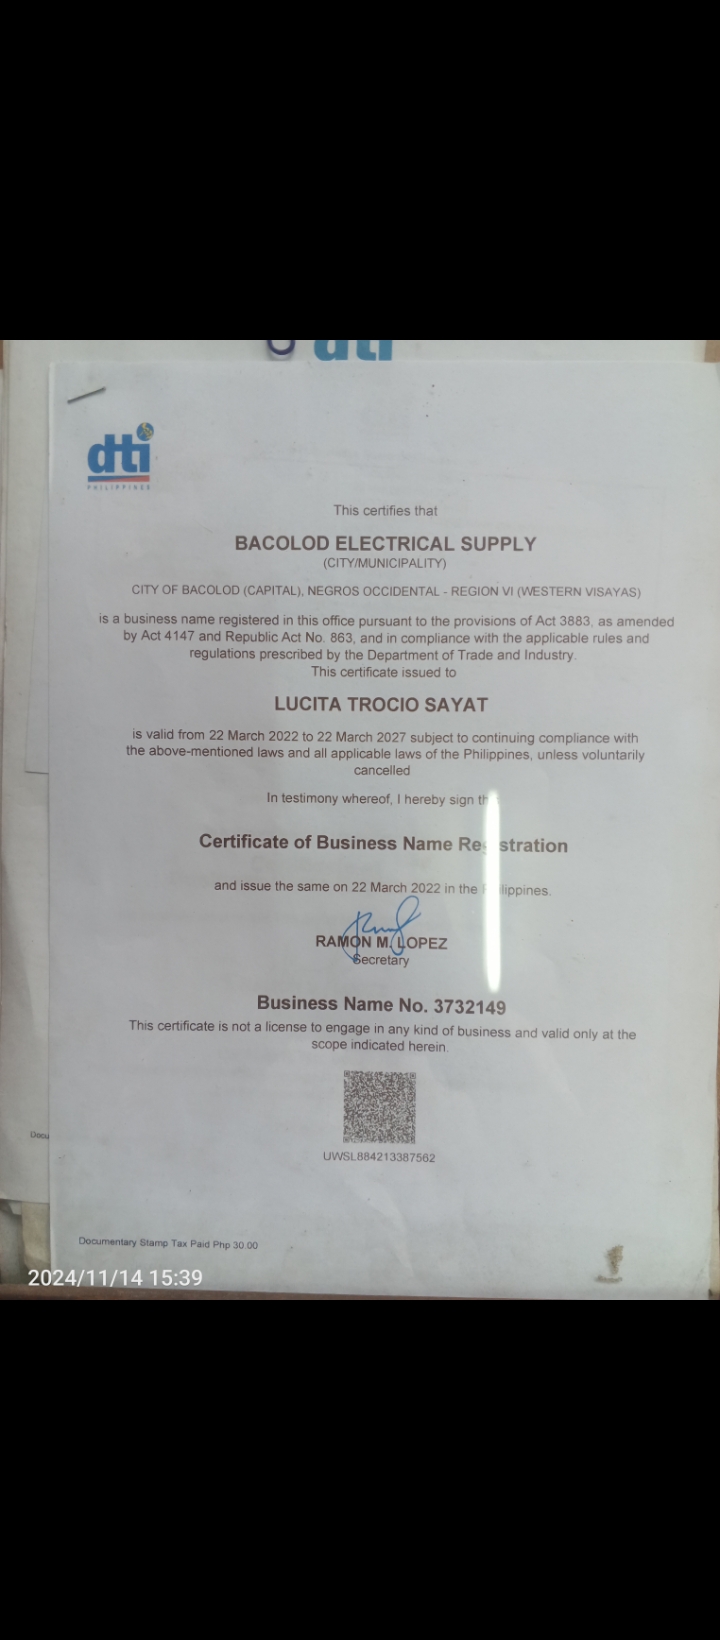 dti
dti
PHILIPPINES
This certifies that
BACOLOD ELECTRICAL SUPPLY
(CITY/MUNICIPALITY)
CITY OF BACOLOD (CAPITAL), NEGROS OCCIDENTAL - REGION VI (WESTERN VISAYAS)
is a business name registered in this office pursuant to the provisions of Act 3883, as amended
by Act 4147 and Republic Act No. 863, and in compliance with the applicable rules and
regulations prescribed by the Department of Trade and Industry.
This certificate issued to
LUCITA TROCIO SAYAT
is valid from 22 March 2022 to 22 March 2027 subject to continuing compliance with
the above-mentioned laws and all applicable laws of the Philippines, unless voluntarily
cancelled
In testimony whereof, I hereby sign
Certificate of Business Name Registration
and issue the same on 22 March 2022 in the Philippines.
RAMON M. LOPEZ
Secretary
Business Name No. 3732149
This certificate is not a license to engage in any kind of business and valid only at the
scope indicated herein.
UWSL884213387562
Documentary Stamp Tax Paid Php 30.00
2024/11/14 15:39